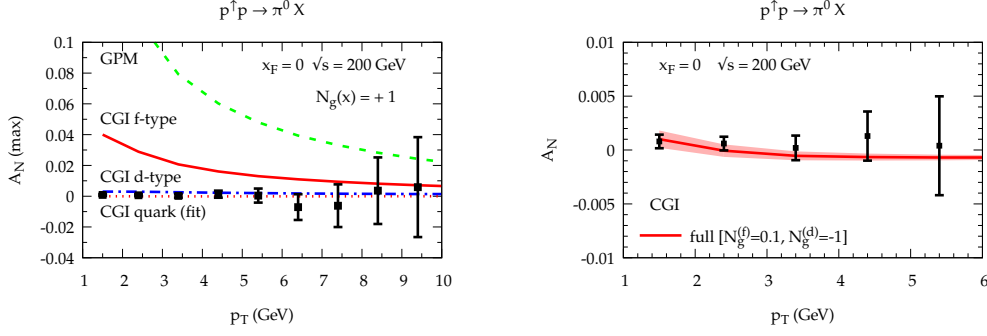 p↑p → π⁰ X
A_N (max)
0.1
0.08
0.06
0.04
0.02
0
-0.02
-0.04
GPM
x_F = 0 √s = 200 GeV
N_g(x) = + 1
CGI f-type
CGI d-type
CGI quark (fit)
1 2 3 4 5 6 7 8 9 10
p_T (GeV)
p↑p → π⁰ X
A_N
0.01
0.005
0
-0.005
-0.01
x_F = 0 √s = 200 GeV
CGI
full [N_g^(f)=0.1, N_g^(d)=-1]
1 2 3 4 5 6
p_T (GeV)